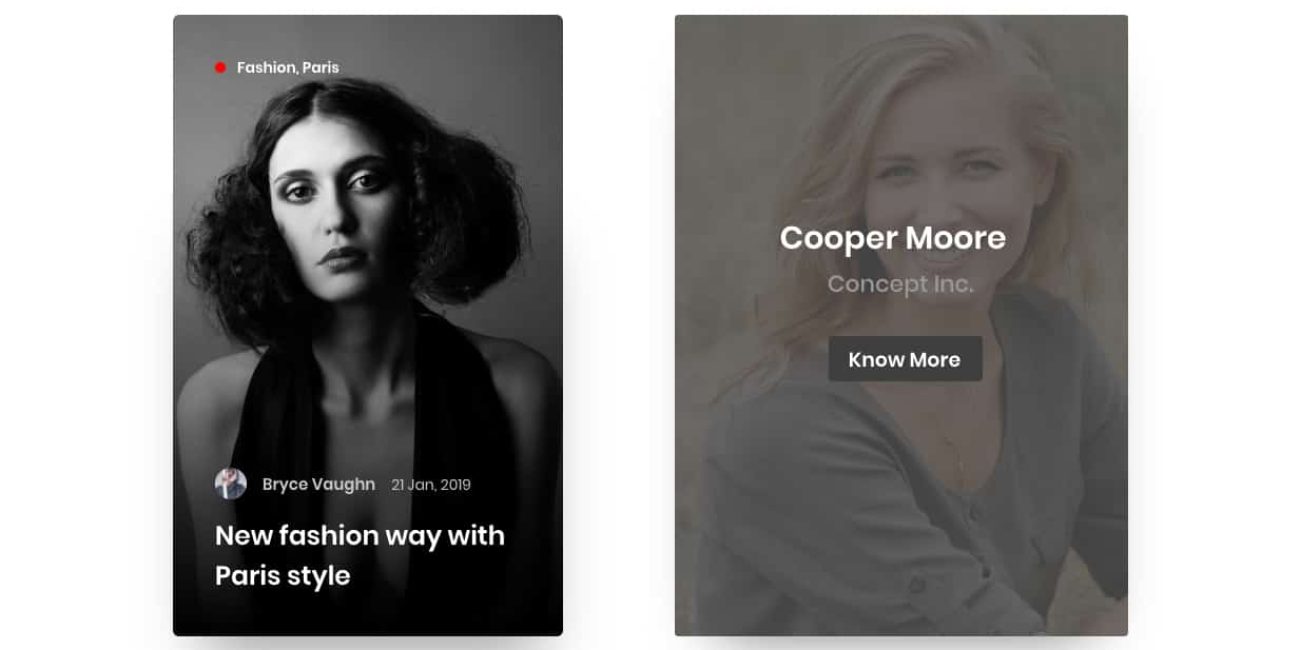 Fashion, Paris
Bryce Vaughn 21 Jan, 2019
New fashion way with
Paris style
Cooper Moore
Concept Inc.
Know More